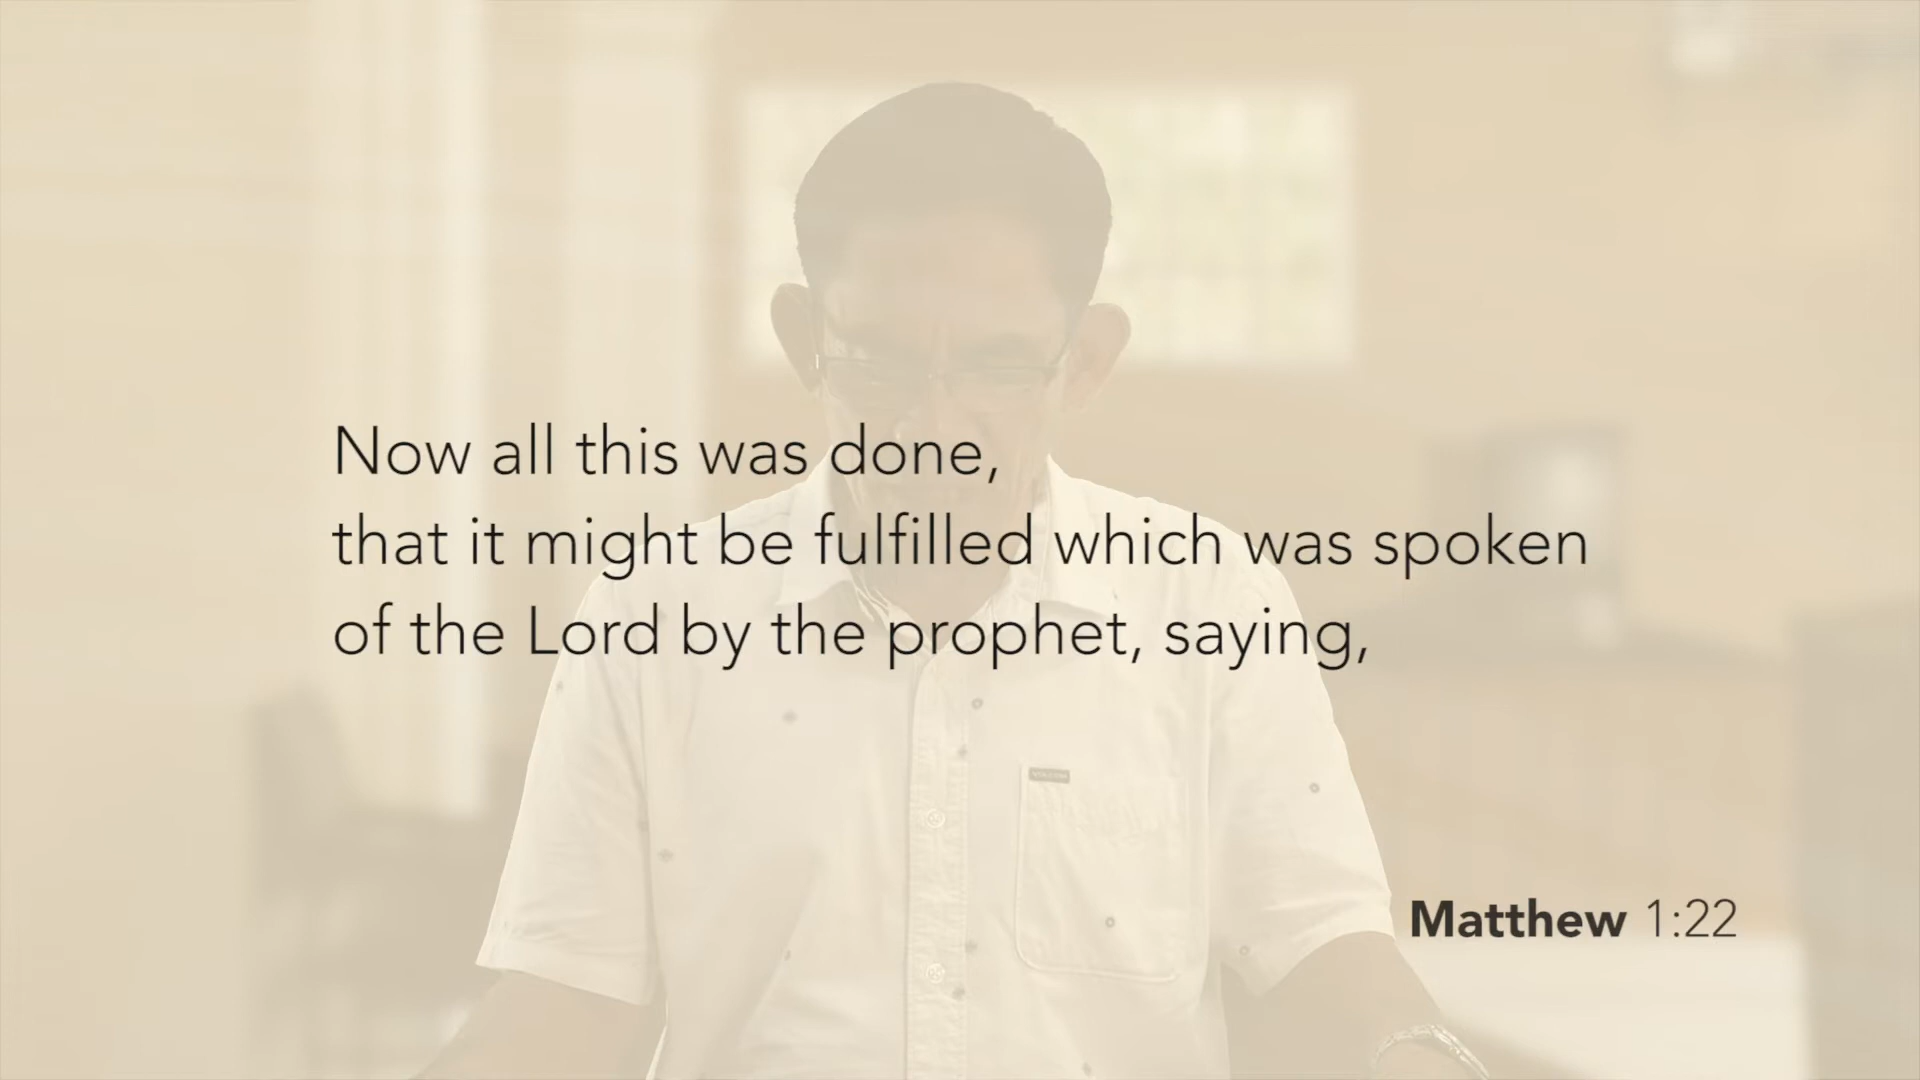 Now all this was done,
that it might be fulfilled which was spoken
of the Lord by the prophet, saying,
Matthew 1:22